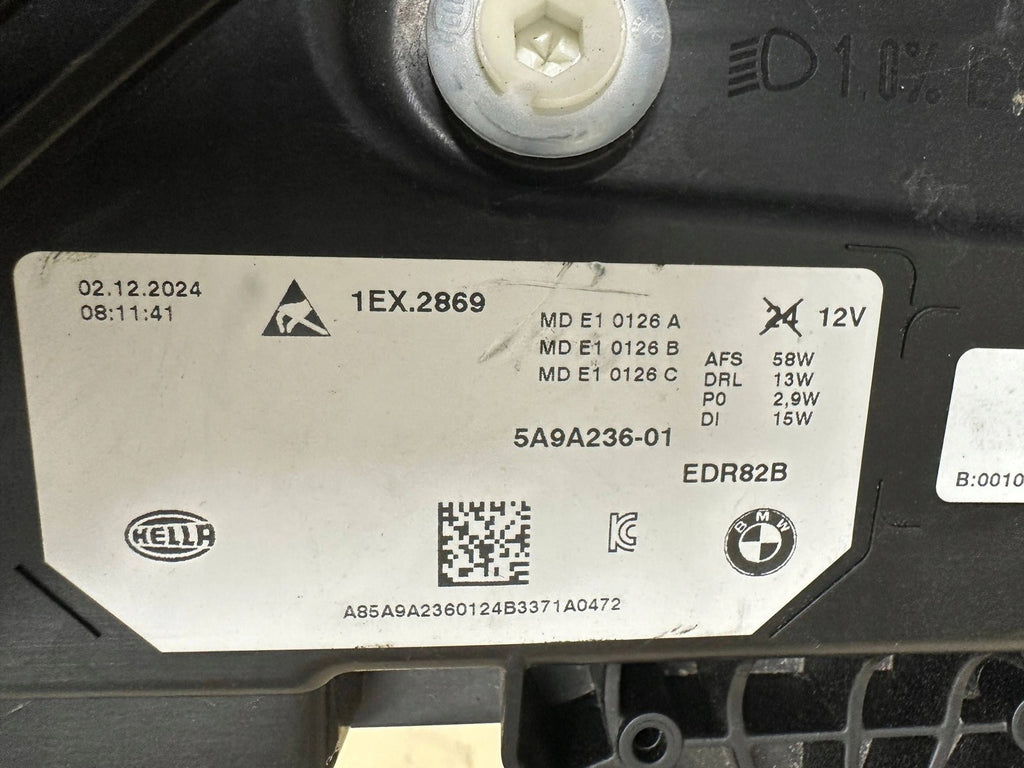 HELLA
1.0%
02.12.2024
08:11:41
1EX.2869
MD E1 0126 A
MD E1 0126 B
MD E1 0126 C
24 12V
AFS 58W
DRL 13W
P0 2,9W
DI 15W
5A9A236-01
EDR82B
HELLA
BMW
A85A9A2360124B3371A0472
B:0010